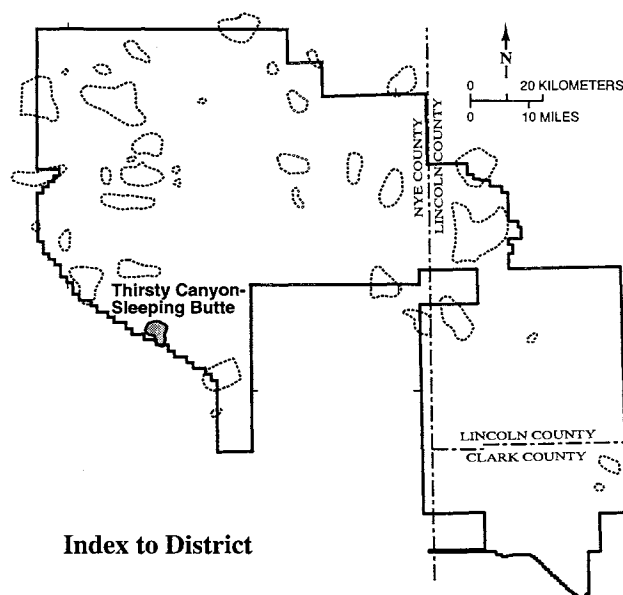 N
0 20 KILOMETERS
0 10 MILES
NYE COUNTY
LINCOLN COUNTY
Thirsty Canyon-
Sleeping Butte
LINCOLN COUNTY
CLARK COUNTY
Index to District